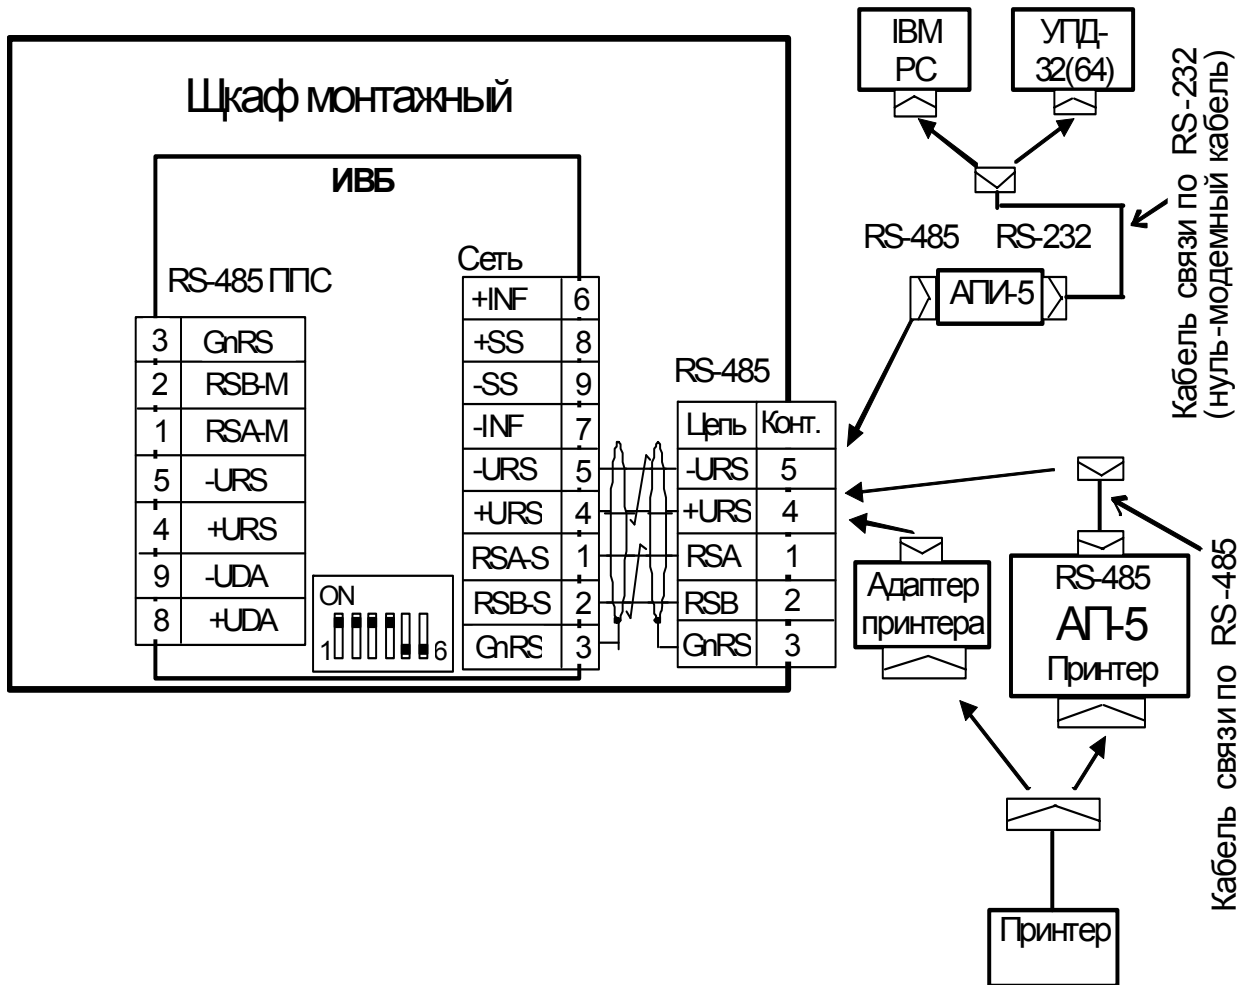 Шкаф монтажный
ИВБ
RS-485 ППС
3 GnRS
2 RSB-M
1 RSA-M
5 -URS
4 +URS
9 -UDA
8 +UDA
ON
1 6
Сеть
+INF 6
+SS 8
-SS 9
-INF 7
-URS 5
+URS 4
RSA-S 1
RSB-S 2
GnRS 3
RS-485
Цепь Конт.
-URS 5
+URS 4
RSA 1
RSB 2
GnRS 3
IBM
PC
УПД-
32(64)
RS-485 RS-232
АПИ-5
Кабель связи по RS-232
(нуль-модемный кабель)
Адаптер
принтера
RS-485
АП-5
Принтер
Кабель связи по RS-485
Принтер